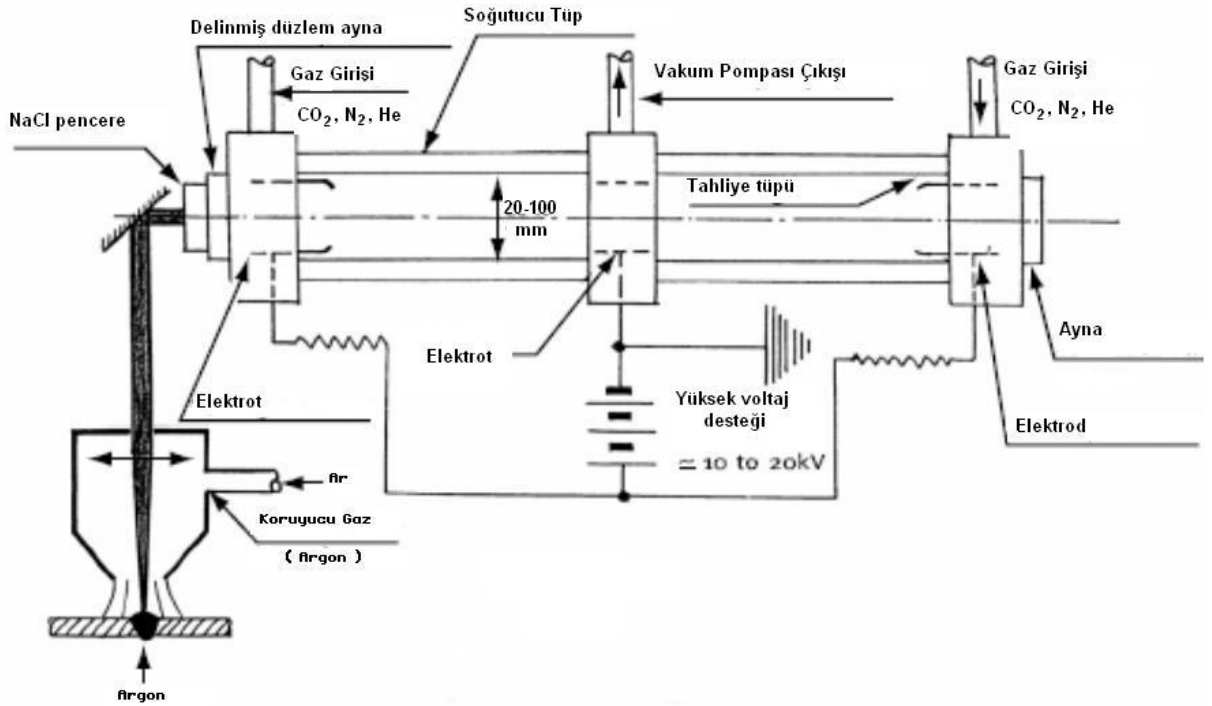 Delinmiş düzlem ayna
Soğutucu Tüp
Gaz Girişi
CO2, N2, He
Vakum Pompası Çıkışı
Gaz Girişi
CO2, N2, He
NaCl pencere
Tahliye tüpü
20-100
mm
Elektrot
Ayna
Elektrot
Yüksek voltaj
desteği
≃ 10 to 20kV
Elektrod
Ar
Koruyucu Gaz
( Argon )
Argon